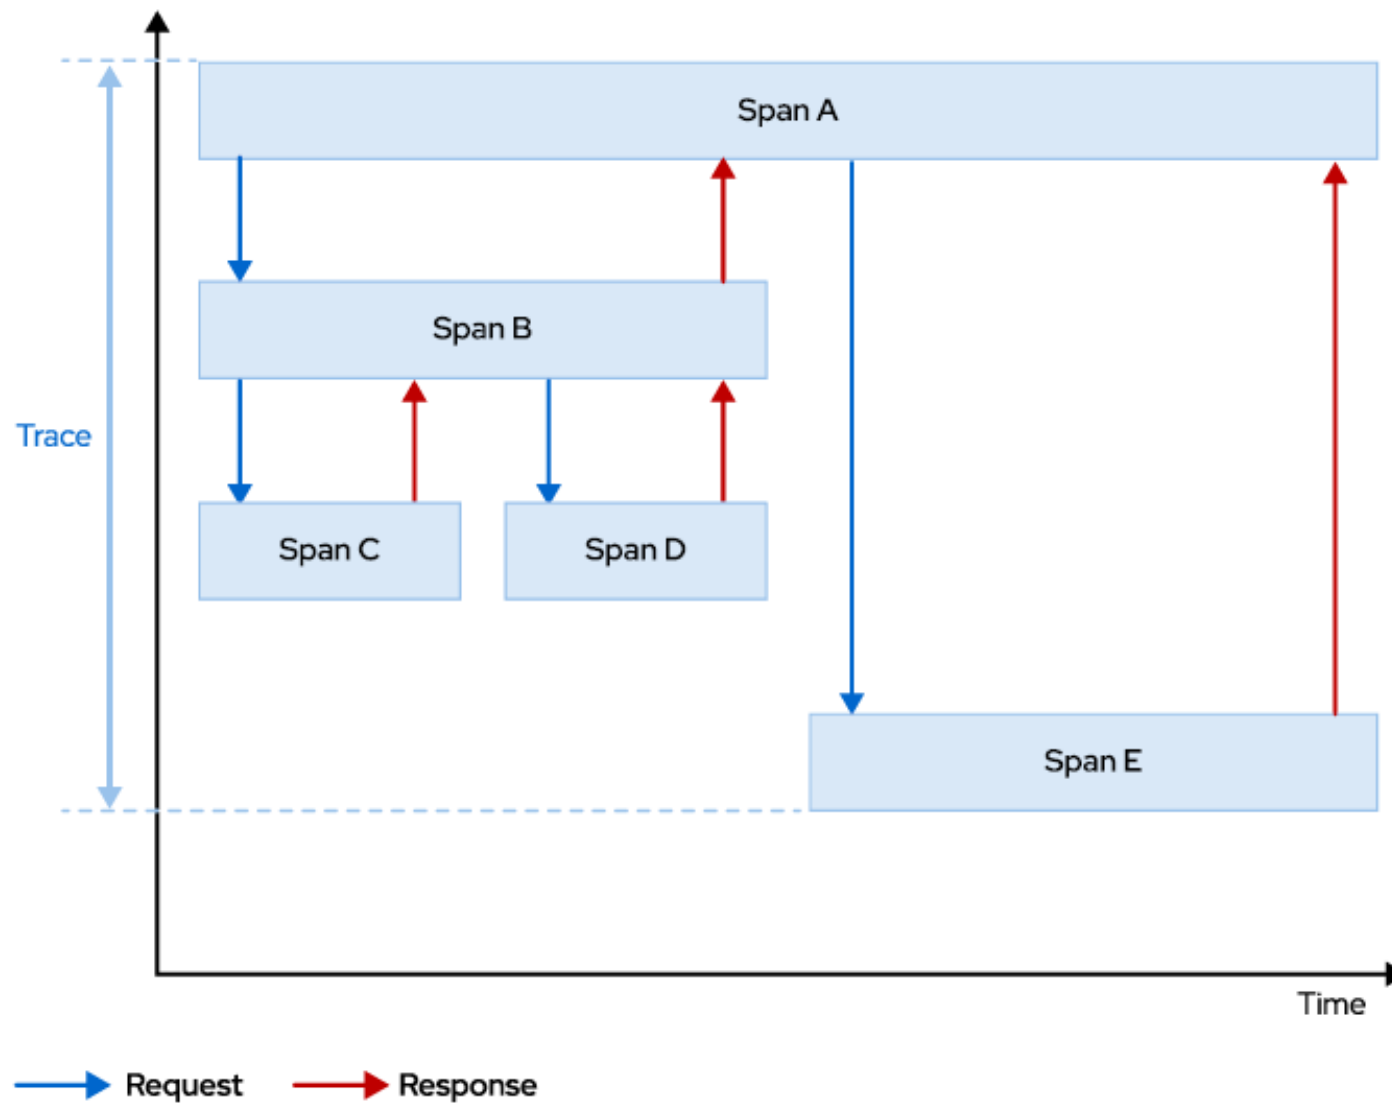 Span A
Span B
Trace
Span C
Span D
Span E
Time
Request
Response